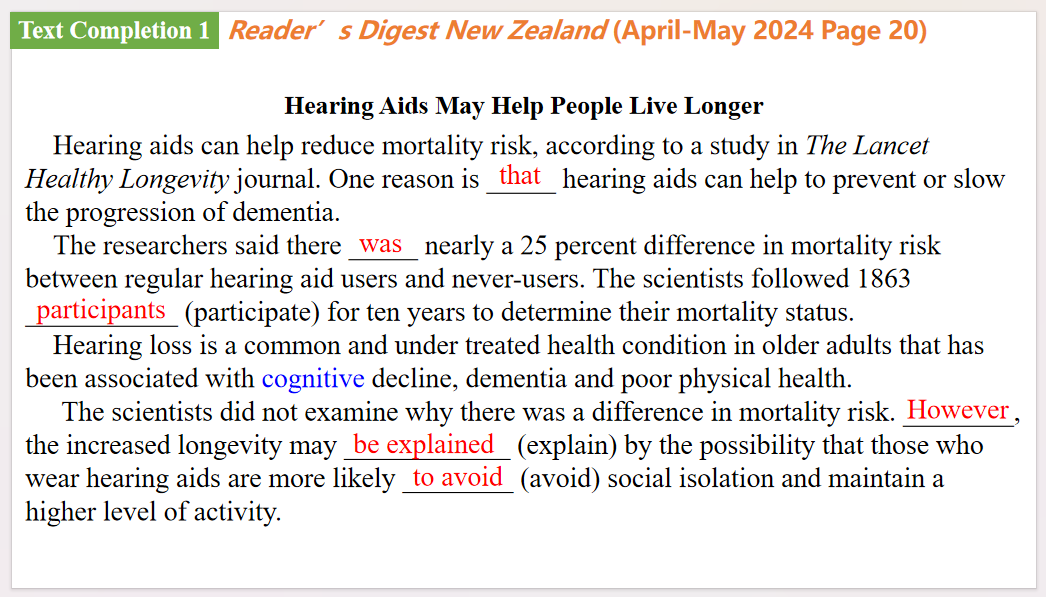 Text Completion 1 Reader’s Digest New Zealand (April-May 2024 Page 20)
Hearing Aids May Help People Live Longer
Hearing aids can help reduce mortality risk, according to a study in The Lancet
Healthy Longevity journal. One reason is that hearing aids can help to prevent or slow
the progression of dementia.
The researchers said there was nearly a 25 percent difference in mortality risk
between regular hearing aid users and never-users. The scientists followed 1863
participants (participate) for ten years to determine their mortality status.
Hearing loss is a common and under treated health condition in older adults that has
been associated with cognitive decline, dementia and poor physical health.
The scientists did not examine why there was a difference in mortality risk. However,
the increased longevity may be explained (explain) by the possibility that those who
wear hearing aids are more likely to avoid (avoid) social isolation and maintain a
higher level of activity.